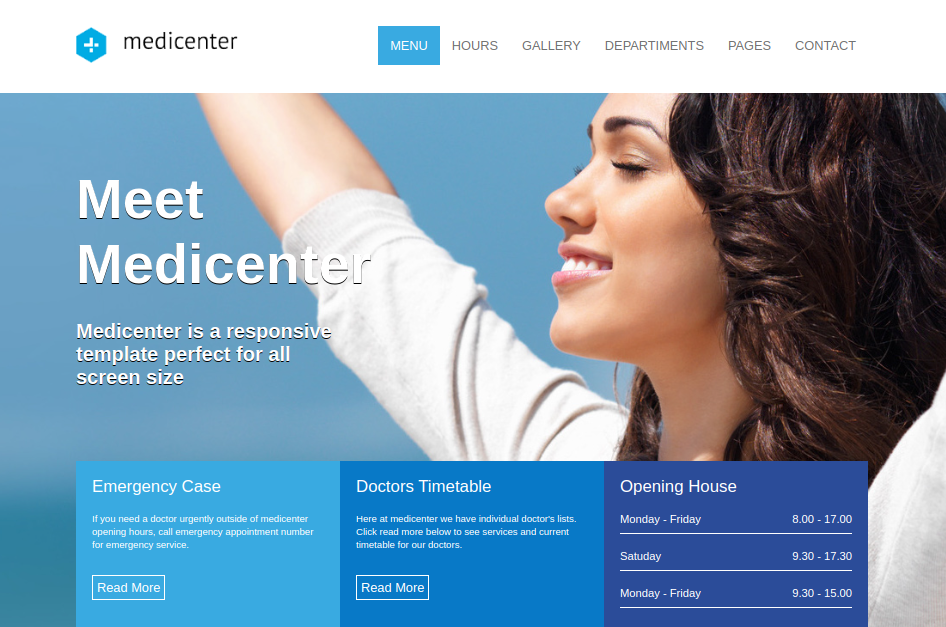 medicenter
MENU HOURS GALLERY DEPARTIMENTS PAGES CONTACT
Meet
Medicenter
Medicenter is a responsive
template perfect for all
screen size
Emergency Case
If you need a doctor urgently outside of medicenter
opening hours, call emergency appointment number
for emergency service.
Read More
Doctors Timetable
Here at medicenter we have individual doctor's lists.
Click read more below to see services and current
timetable for our doctors.
Read More
Opening House
Monday - Friday 8.00 - 17.00
Satuday 9.30 - 17.30
Monday - Friday 9.30 - 15.00